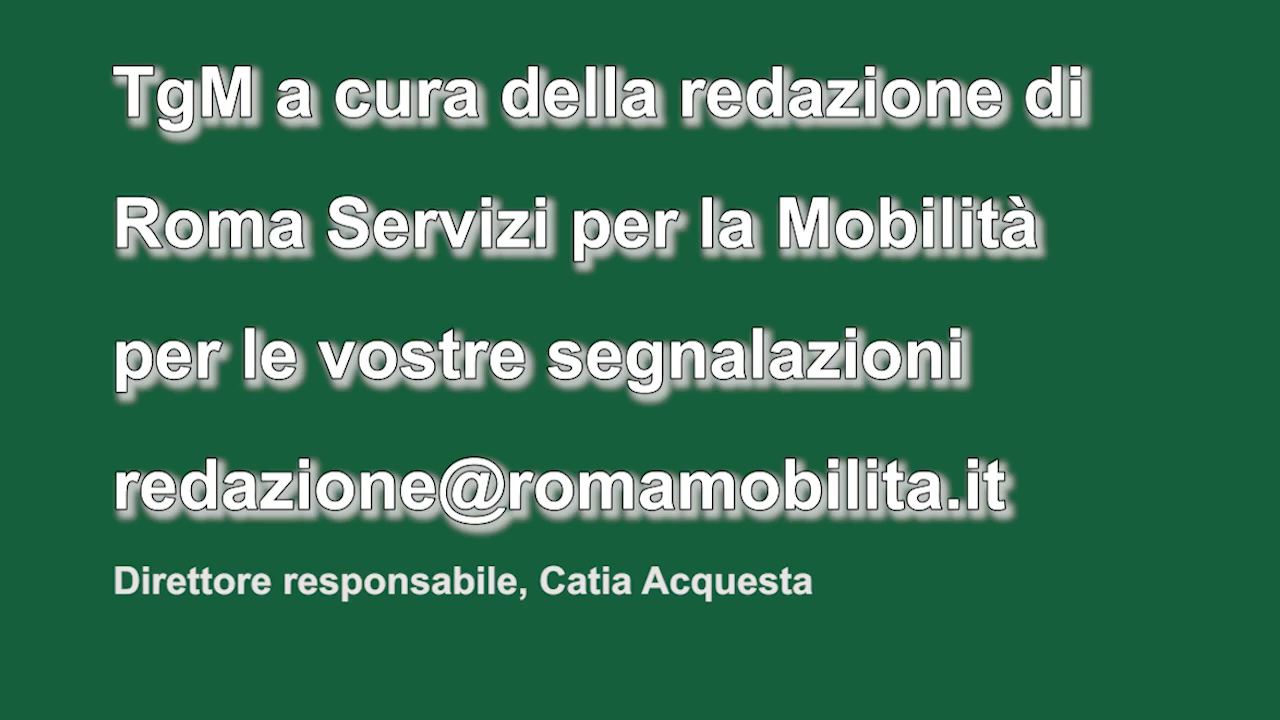 TgM a cura della redazione di
Roma Servizi per la Mobilità
per le vostre segnalazioni
redazione@romamobilita.it
Direttore responsabile, Catia Acquesta